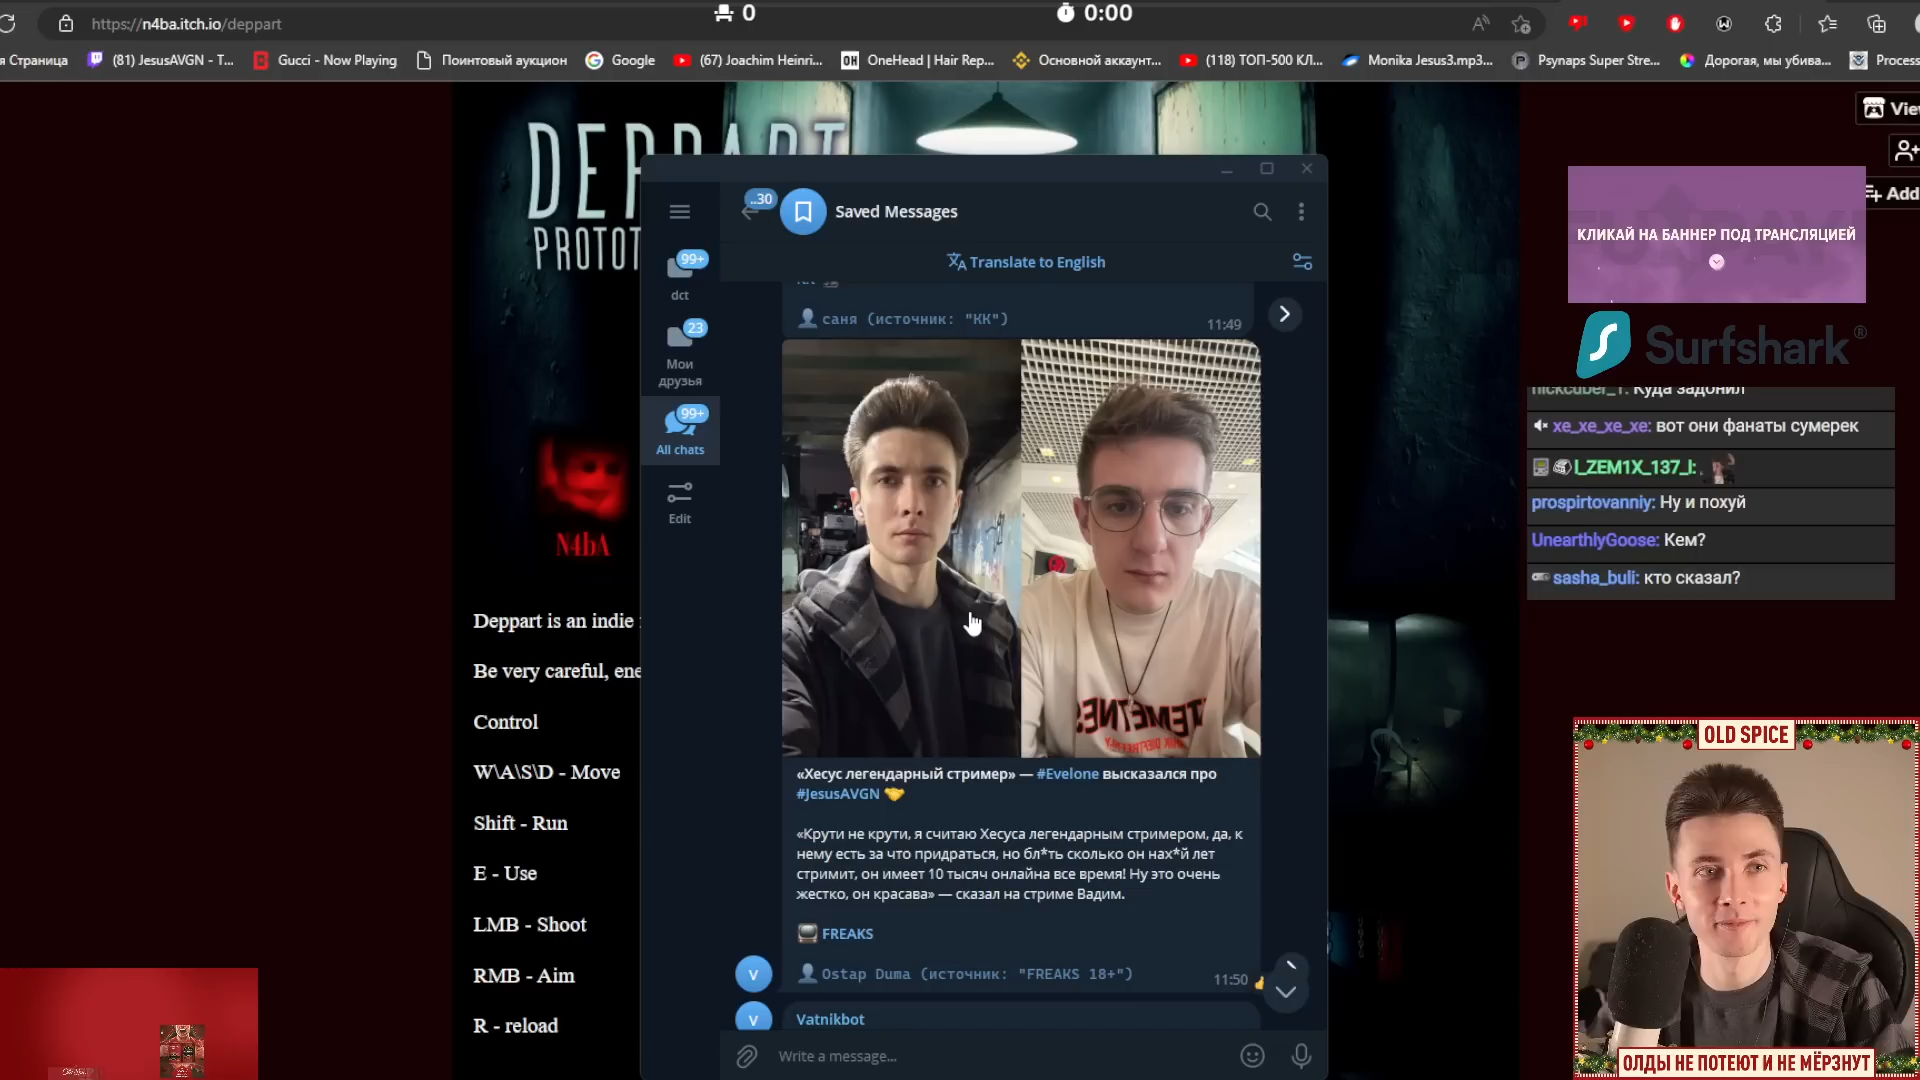 https://n4ba.itch.io/deppart
0
0:00
я Страница
(81) JesusAVGN - T...
Gucci - Now Playing
Поинтовый аукцион
Google
(67) Joachim Heinri...
OH
OneHead | Hair Rep...
Основной аккаунт...
(118) ТОП-500 КЛ...
Monika Jesus3.mp3...
Psynaps Super Stre...
Дорогая, мы убива...
Process
DEPPART
PROTOT
N4bA
Deppart is an indie
Be very careful, ene
Control
W\A\S\D - Move
Shift - Run
E - Use
LMB - Shoot
RMB - Aim
R - reload
..30
Saved Messages
Translate to English
99+
dct
23
Мои
друзья
99+
All chats
Edit
саня (источник: "КК")
11:49
«Хесус легендарный стример» — #Evelone высказался про
#JesusAVGN
«Крути не крути, я считаю Хесуса легендарным стримером, да, к
нему есть за что придраться, но бл*ть сколько он нах*й лет
стримит, он имеет 10 тысяч онлайна все время! Ну это очень
жестко, он красава» — сказал на стриме Вадим.
FREAKS
Ostap Duma (источник: "FREAKS 18+")
11:50
V
V
Vatnikbot
Write a message...
Vie
Add
КЛИКАЙ НА БАННЕР ПОД ТРАНСЛЯЦИЕЙ
Surfshark®
nickcuber_1: Куда задонил
xe_xe_xe_xe: вот они фанаты сумерек
I_ZEM1X_137_I:
prospirtovanniy: Ну и похуй
UnearthlyGoose: Кем?
sasha_buli: кто сказал?
OLD SPICE
ОЛДЫ НЕ ПОТЕЮТ И НЕ МЁРЗНУТ